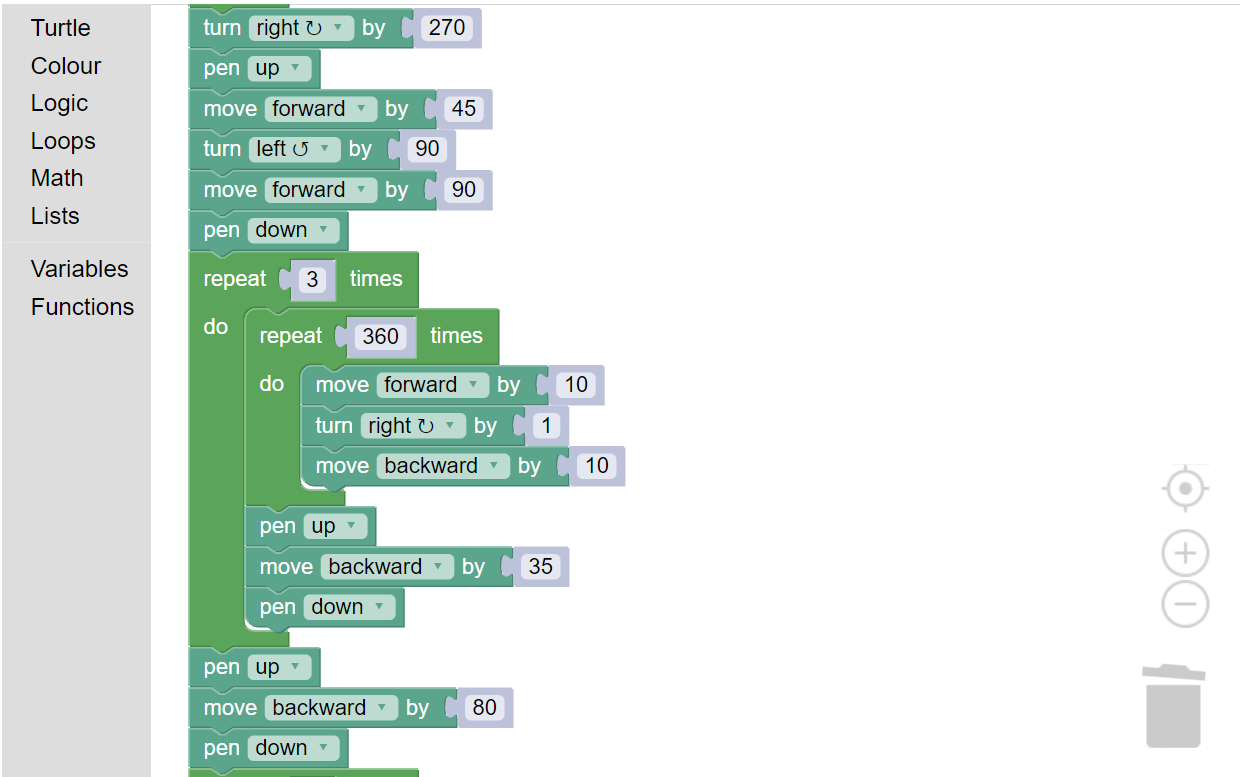 Turtle
Colour
Logic
Loops
Math
Lists
Variables
Functions
turn right ↻ ▾ by 270
pen up ▾
move forward ▾ by 45
turn left ↺ ▾ by 90
move forward ▾ by 90
pen down ▾
repeat 3 times
do repeat 360 times
do move forward ▾ by 10
turn right ↻ ▾ by 1
move backward ▾ by 10
pen up ▾
move backward ▾ by 35
pen down ▾
pen up ▾
move backward ▾ by 80
pen down ▾